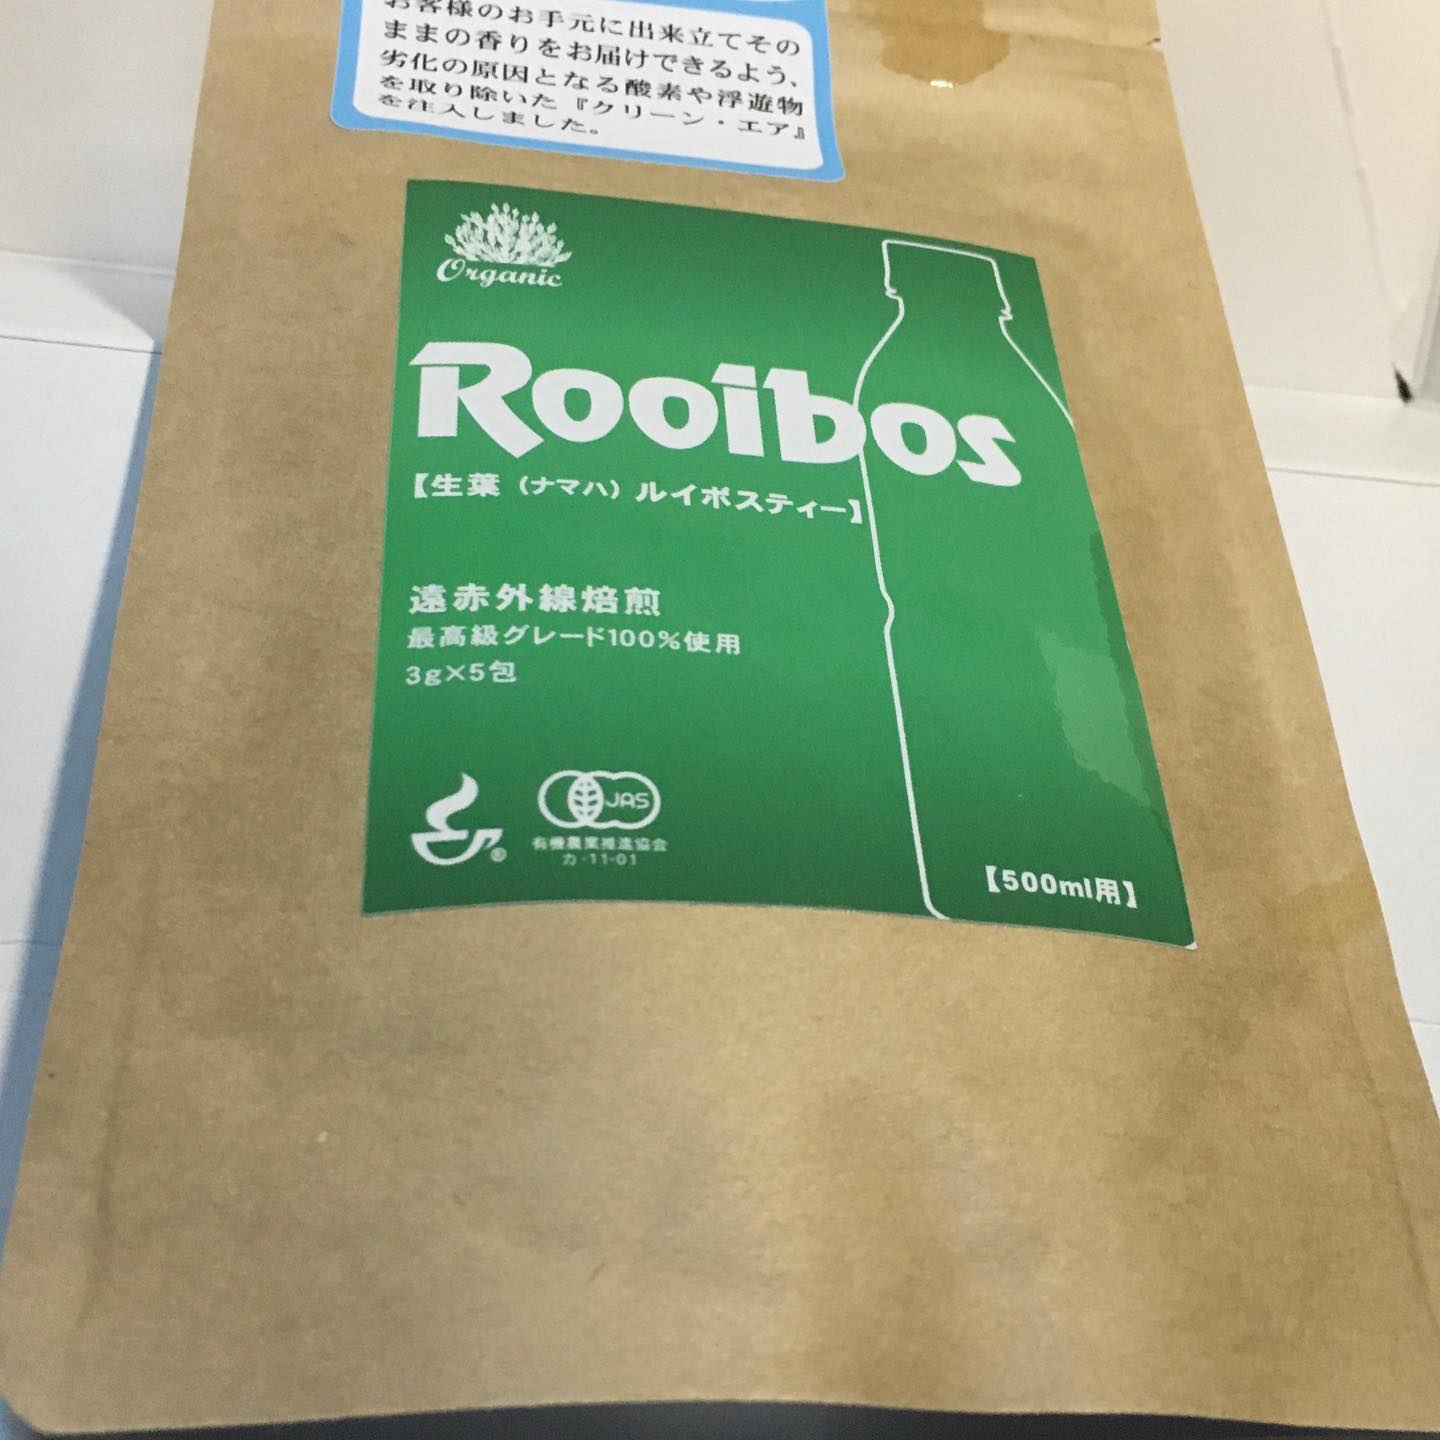 お客様のお手元に出来立てその
ままの香りをお届けできるよう、
劣化の原因となる酸素や浮遊物
を取り除いた『クリーン・エア』
を注入しました。
Organic
Rooibos
【生葉（ナマハ）ルイボスティー】
遠赤外線焙煎
最高級グレード100%使用
3g×5包
JAS
有機農業推進協会
カ-11-01
®
【500ml用】